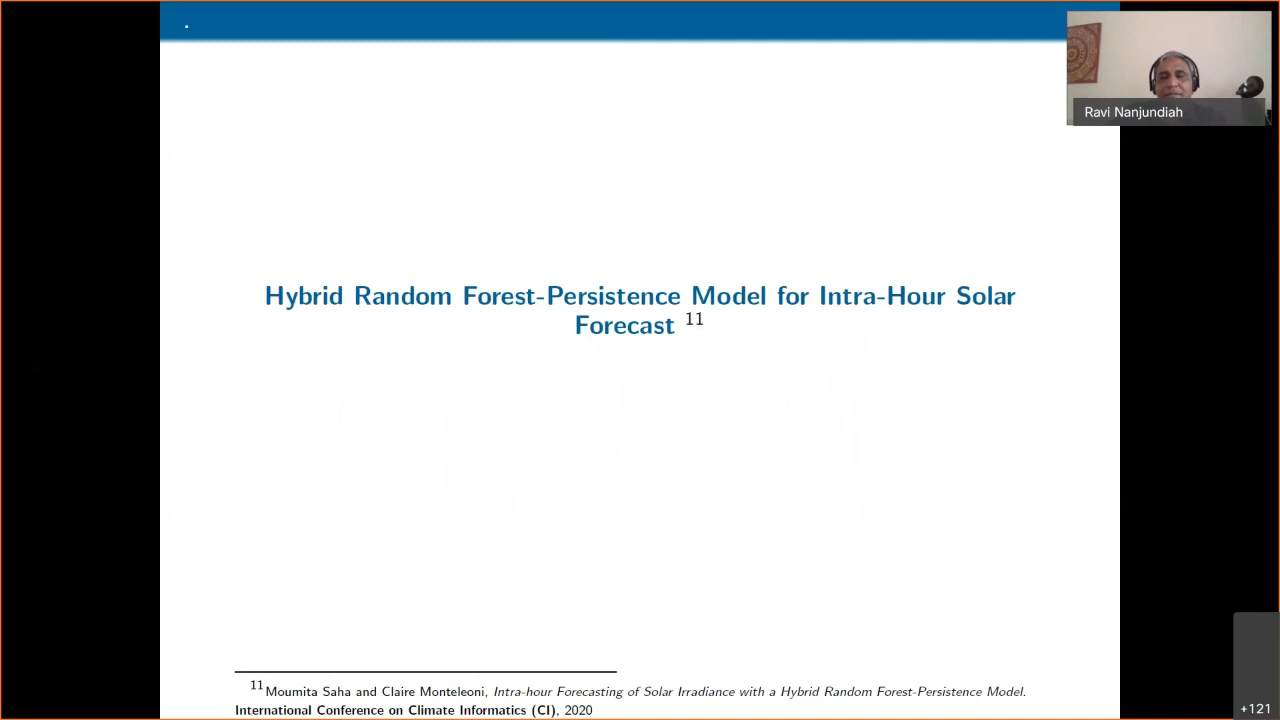 Ravi Nanjundiah
Hybrid Random Forest-Persistence Model for Intra-Hour Solar
Forecast 11
11 Moumita Saha and Claire Monteleoni, Intra-hour Forecasting of Solar Irradiance with a Hybrid Random Forest-Persistence Model.
International Conference on Climate Informatics (CI), 2020
+121